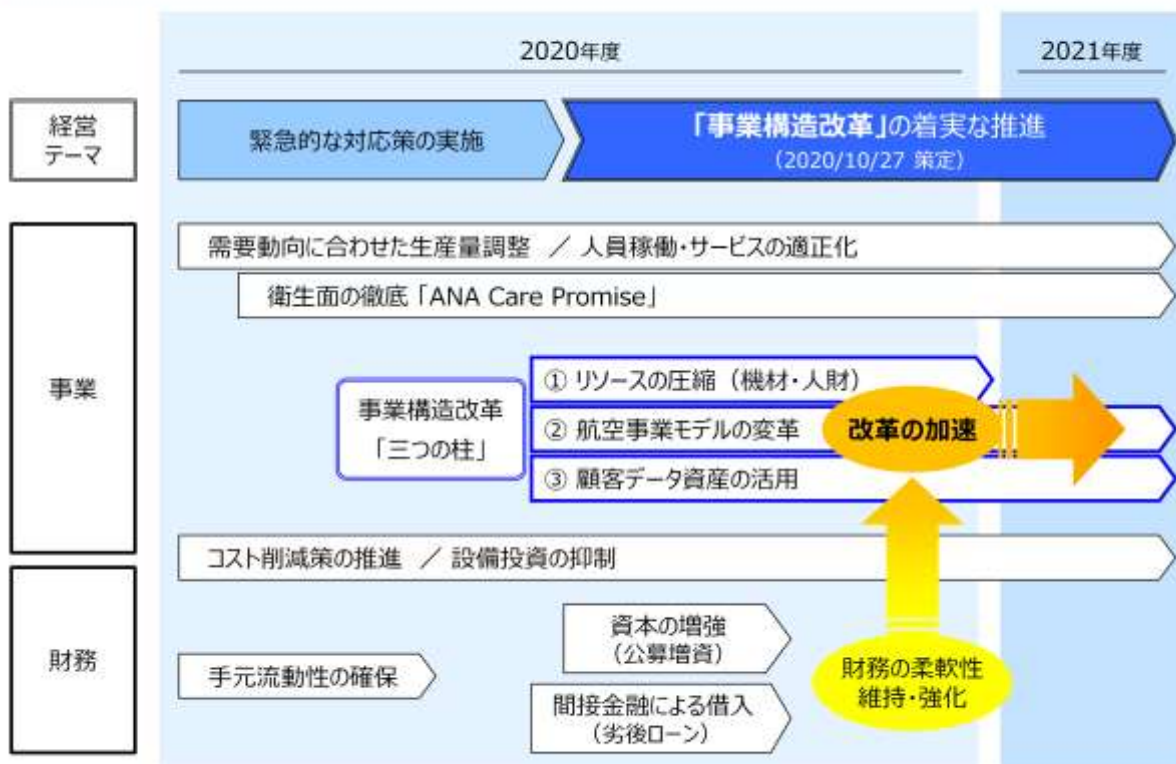 2020年度
2021年度
経営
テーマ
緊急的な対応策の実施
「事業構造改革」の着実な推進
（2020/10/27 策定）
事業
需要動向に合わせた生産量調整 ／ 人員稼働・サービスの適正化
衛生面の徹底「ANA Care Promise」
事業構造改革
「三つの柱」
① リソースの圧縮（機材・人財）
② 航空事業モデルの変革
③ 顧客データ資産の活用
改革の加速
コスト削減策の推進 ／ 設備投資の抑制
財務
手元流動性の確保
資本の増強
（公募増資）
間接金融による借入
（劣後ローン）
財務の柔軟性
維持・強化